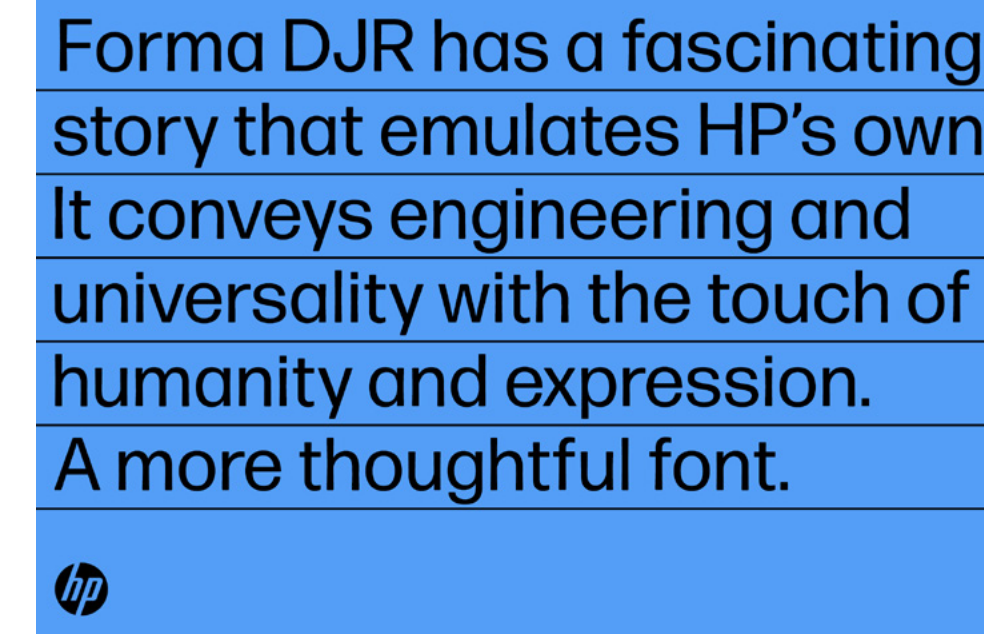 Forma DJR has a fascinating
story that emulates HP’s own
It conveys engineering and
universality with the touch of
humanity and expression.
A more thoughtful font.
hp